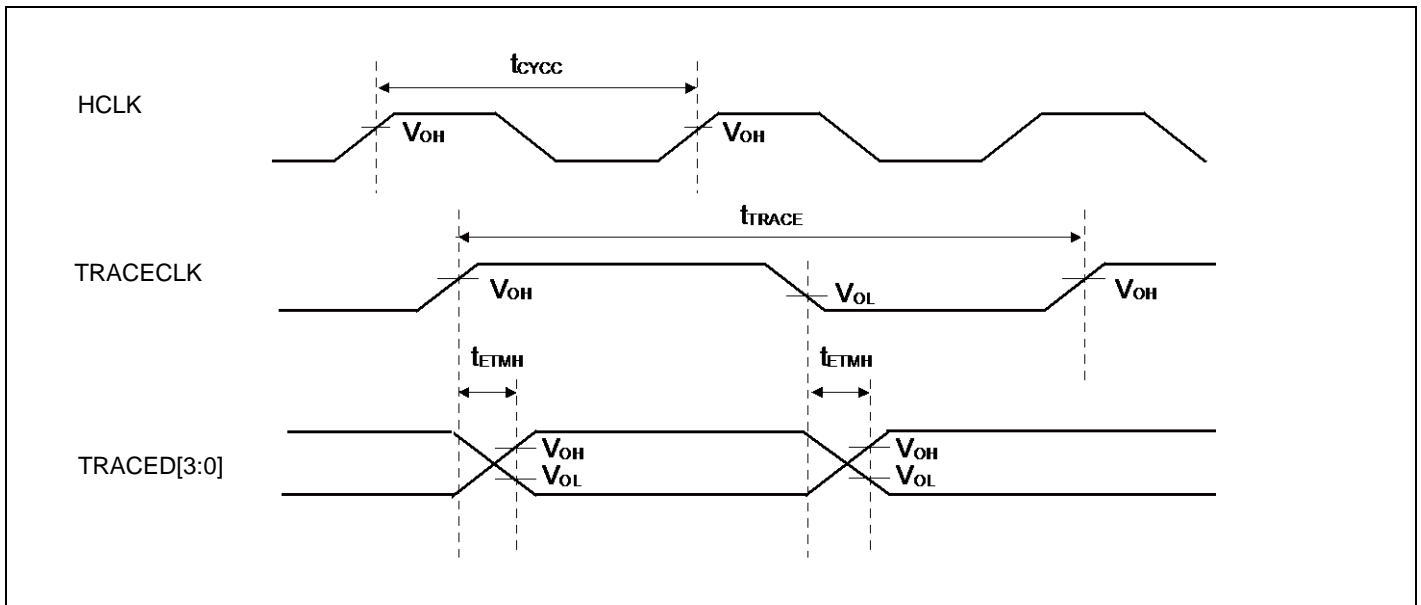 tCYCC
HCLK
VOH VOH
tTRACE
TRACECLK
VOH VOL VOH
tETMH tETMH
TRACED[3:0]
VOH VOH
VOL VOL